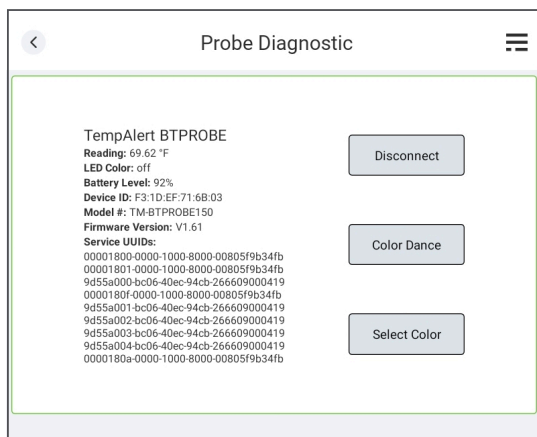 Probe Diagnostic
TempAlert BTPROBE
Reading: 69.62 °F
LED Color: off
Battery Level: 92%
Device ID: F3:1D:EF:71:6B:03
Model #: TM-BTPROBE150
Firmware Version: V1.61
Service UUIDs:
00001800-0000-1000-8000-00805f9b34fb
00001801-0000-1000-8000-00805f9b34fb
9d55a000-bc06-40ec-94cb-266609000419
0000180f-0000-1000-8000-00805f9b34fb
9d55a001-bc06-40ec-94cb-266609000419
9d55a002-bc06-40ec-94cb-266609000419
9d55a003-bc06-40ec-94cb-266609000419
9d55a004-bc06-40ec-94cb-266609000419
0000180a-0000-1000-8000-00805f9b34fb
Disconnect
Color Dance
Select Color